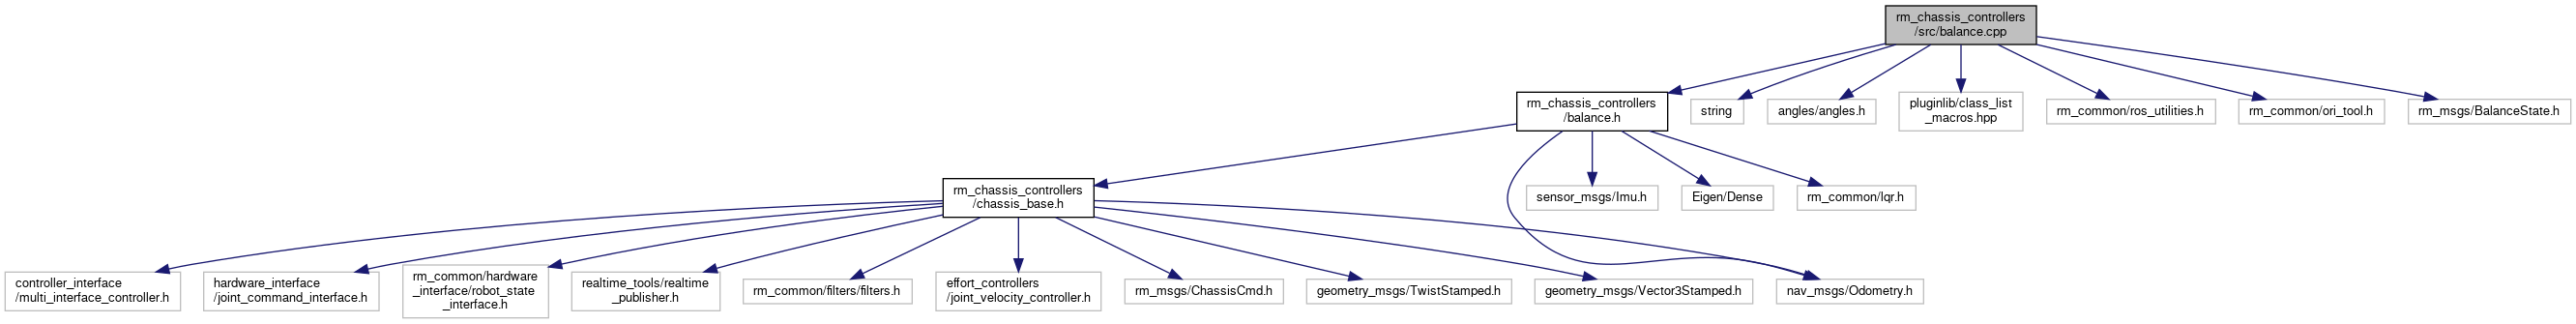 rm_chassis_controllers
/src/balance.cpp
rm_chassis_controllers
/balance.h
string
angles/angles.h
pluginlib/class_list
_macros.hpp
rm_common/ros_utilities.h
rm_common/ori_tool.h
rm_msgs/BalanceState.h
rm_chassis_controllers
/chassis_base.h
sensor_msgs/Imu.h
Eigen/Dense
rm_common/lqr.h
controller_interface
/multi_interface_controller.h
hardware_interface
/joint_command_interface.h
rm_common/hardware
_interface/robot_state
_interface.h
realtime_tools/realtime
_publisher.h
rm_common/filters/filters.h
effort_controllers
/joint_velocity_controller.h
rm_msgs/ChassisCmd.h
geometry_msgs/TwistStamped.h
geometry_msgs/Vector3Stamped.h
nav_msgs/Odometry.h